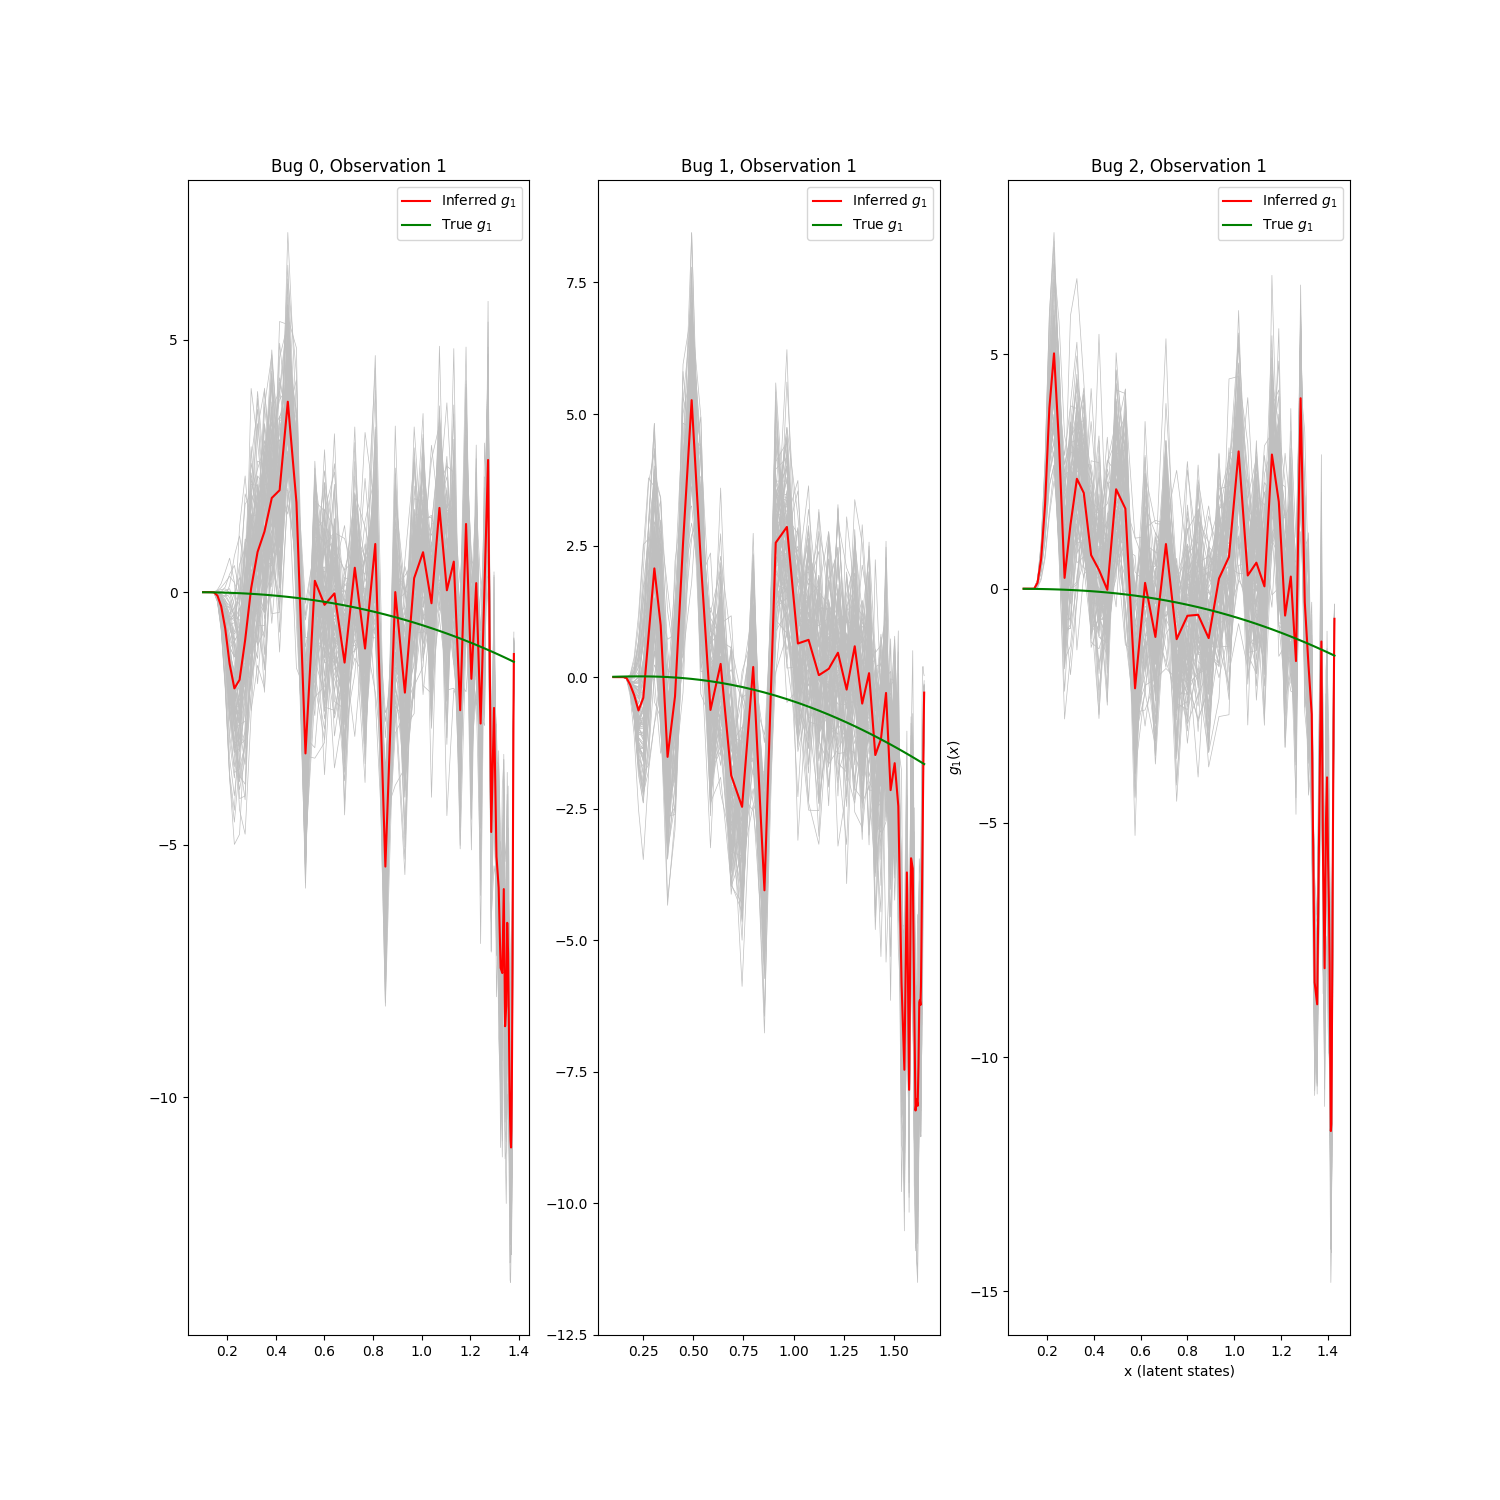 Bug 0, Observation 1
Inferred g₁
True g₁
5
0
−5
−10
0.2 0.4 0.6 0.8 1.0 1.2 1.4
Bug 1, Observation 1
Inferred g₁
True g₁
7.5
5.0
2.5
0.0
−2.5
−5.0
−7.5
−10.0
−12.5
0.25 0.50 0.75 1.00 1.25 1.50
Bug 2, Observation 1
Inferred g₁
True g₁
g₁(x)
5
0
−5
−10
−15
0.2 0.4 0.6 0.8 1.0 1.2 1.4
x (latent states)